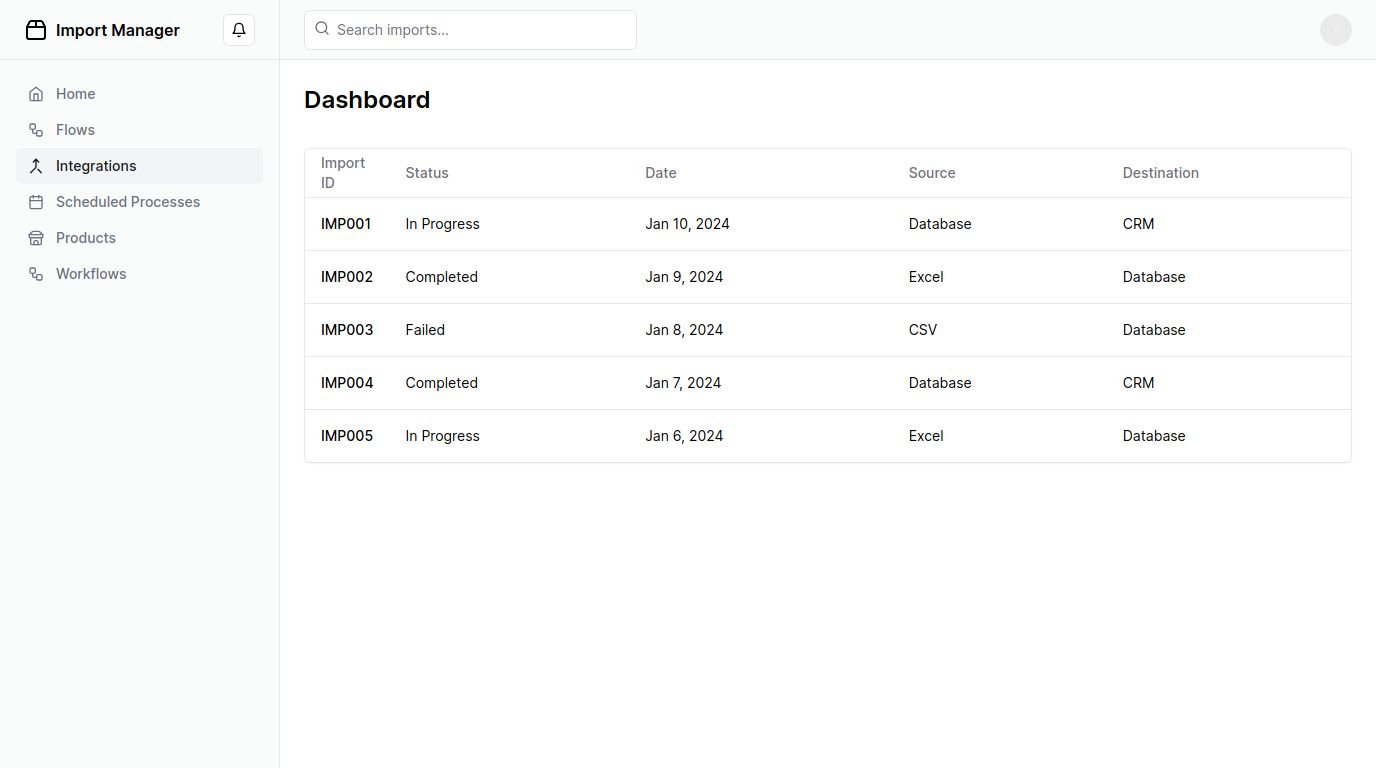 Import Manager
Search imports...
Home
Flows
Integrations
Scheduled Processes
Products
Workflows
Dashboard
Import
ID
Status
Date
Source
Destination
IMP001 In Progress Jan 10, 2024 Database CRM
IMP002 Completed Jan 9, 2024 Excel Database
IMP003 Failed Jan 8, 2024 CSV Database
IMP004 Completed Jan 7, 2024 Database CRM
IMP005 In Progress Jan 6, 2024 Excel Database